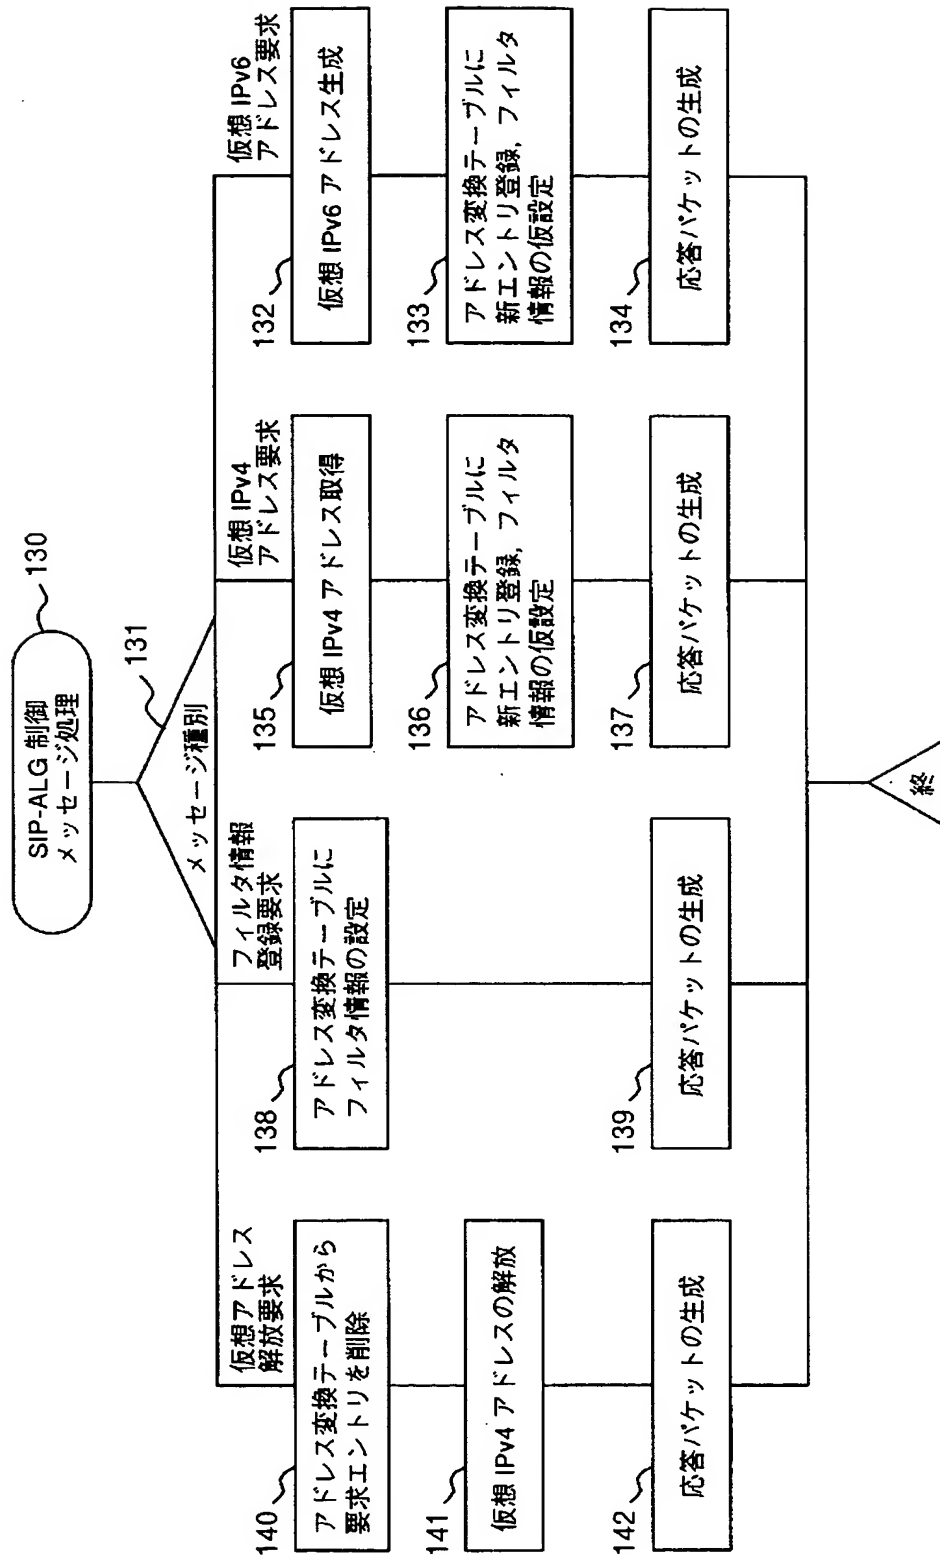 SIP-ALG 制御
メッセージ処理
130
131
メッセージ種別
仮想アドレス
解放要求
140
アドレス変換テーブルから
要求エントリを削除
141
仮想 IPv4 アドレスの解放
142
応答パケットの生成
フィルタ情報
登録要求
138
アドレス変換テーブルに
フィルタ情報の設定
139
応答パケットの生成
仮想 IPv4
アドレス要求
135
仮想 IPv4 アドレス取得
136
アドレス変換テーブルに
新エントリ登録, フィルタ
情報の仮設定
137
応答パケットの生成
仮想 IPv6
アドレス要求
132
仮想 IPv6 アドレス生成
133
アドレス変換テーブルに
新エントリ登録, フィルタ
情報の仮設定
134
応答パケットの生成
終